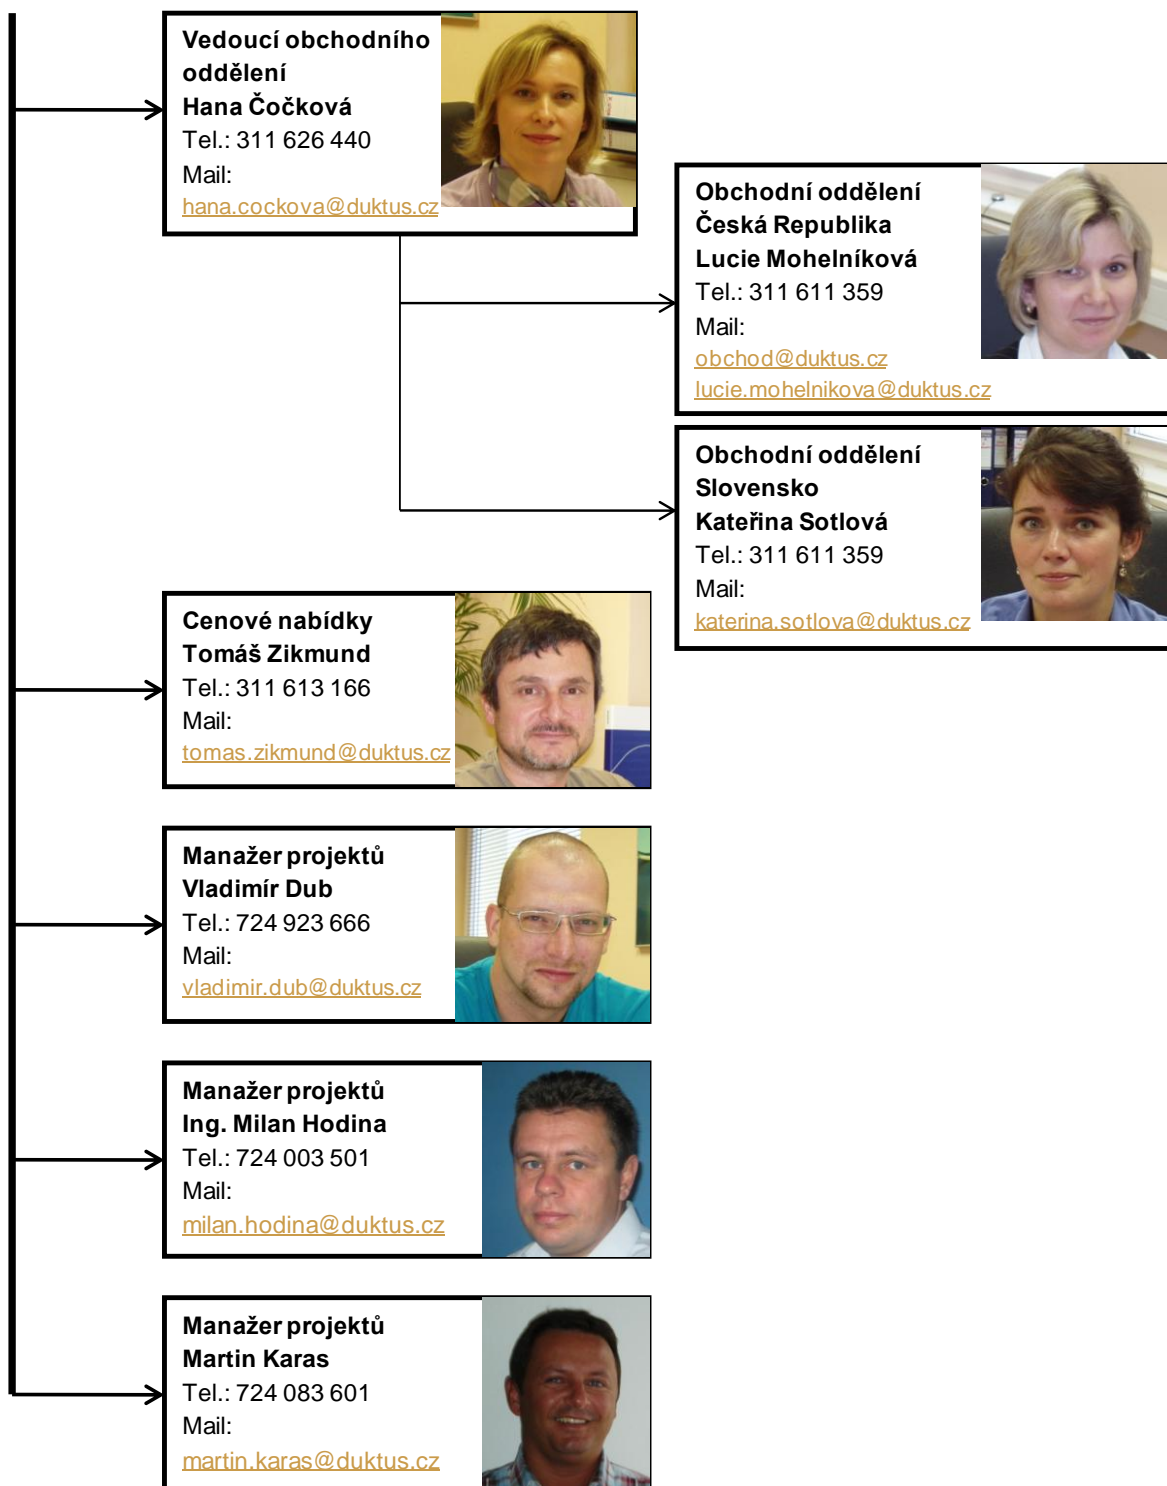 Vedoucí obchodního
oddělení
Hana Čočková
Tel.: 311 626 440
Mail:
hana.cockova@duktus.cz
Obchodní oddělení
Česká Republika
Lucie Mohelníková
Tel.: 311 611 359
Mail:
obchod@duktus.cz
lucie.mohelnikova@duktus.cz
Obchodní oddělení
Slovensko
Kateřina Sotlová
Tel.: 311 611 359
Mail:
katerina.sotlova@duktus.cz
Cenové nabídky
Tomáš Zikmund
Tel.: 311 613 166
Mail:
tomas.zikmund@duktus.cz
Manažer projektů
Vladimír Dub
Tel.: 724 923 666
Mail:
vladimir.dub@duktus.cz
Manažer projektů
Ing. Milan Hodina
Tel.: 724 003 501
Mail:
milan.hodina@duktus.cz
Manažer projektů
Martin Karas
Tel.: 724 083 601
Mail:
martin.karas@duktus.cz